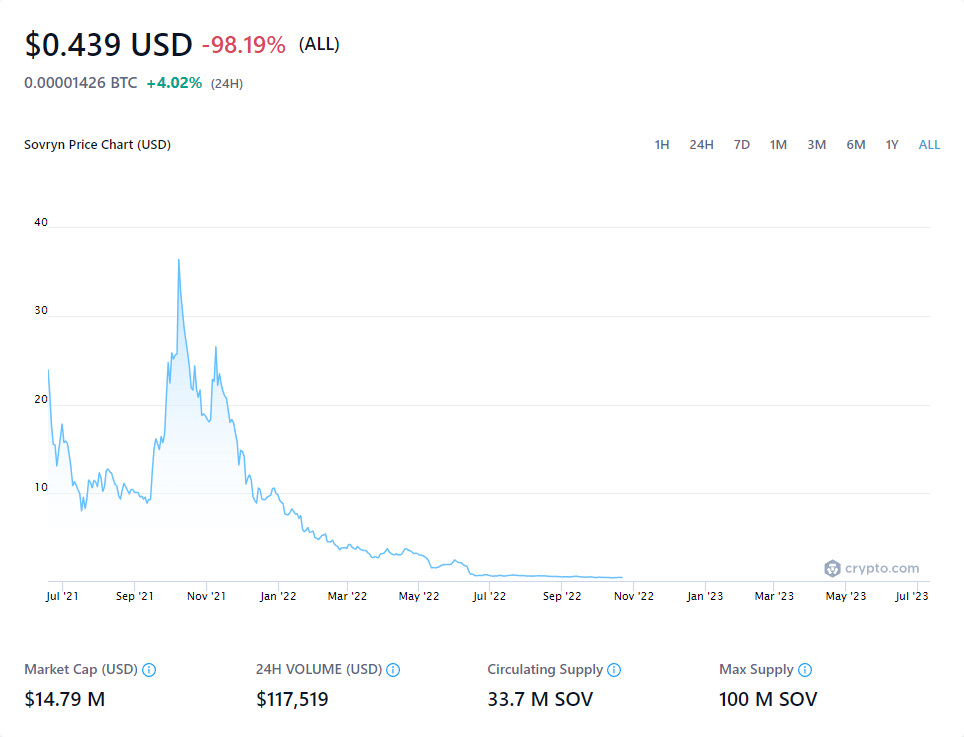 $0.439 USD -98.19% (ALL)
0.00001426 BTC +4.02% (24H)
Sovryn Price Chart (USD) 1H 24H 7D 1M 3M 6M 1Y ALL
40
30
20
10
crypto.com
Jul '21 Sep '21 Nov '21 Jan '22 Mar '22 May '22 Jul '22 Sep '22 Nov '22 Jan '23 Mar '23 May '23 Jul '23
Market Cap (USD) 24H VOLUME (USD) Circulating Supply Max Supply
$14.79 M $117,519 33.7 M SOV 100 M SOV